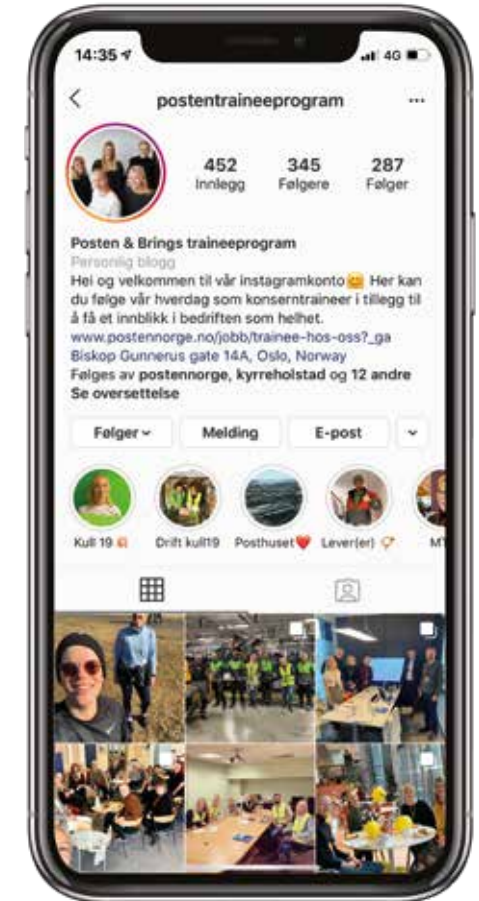 14:35
4G
postentraineeprogram
452 345 287
Innlegg Følgere Følger
Posten & Brings traineeprogram
Personlig blogg
Hei og velkommen til vår instagramkonto😊 Her kan
du følge vår hverdag som konserntraineer i tillegg til
å få et innblikk i bedriften som helhet.
www.postennorge.no/jobb/trainee-hos-oss?_ga
Biskop Gunnerus gate 14A, Oslo, Norway
Følges av postennorge, kyrreholstad og 12 andre
Se oversettelse
Følger Melding E-post
Kull 19 Drift kull19 Posthuset❤️ Lever(er)